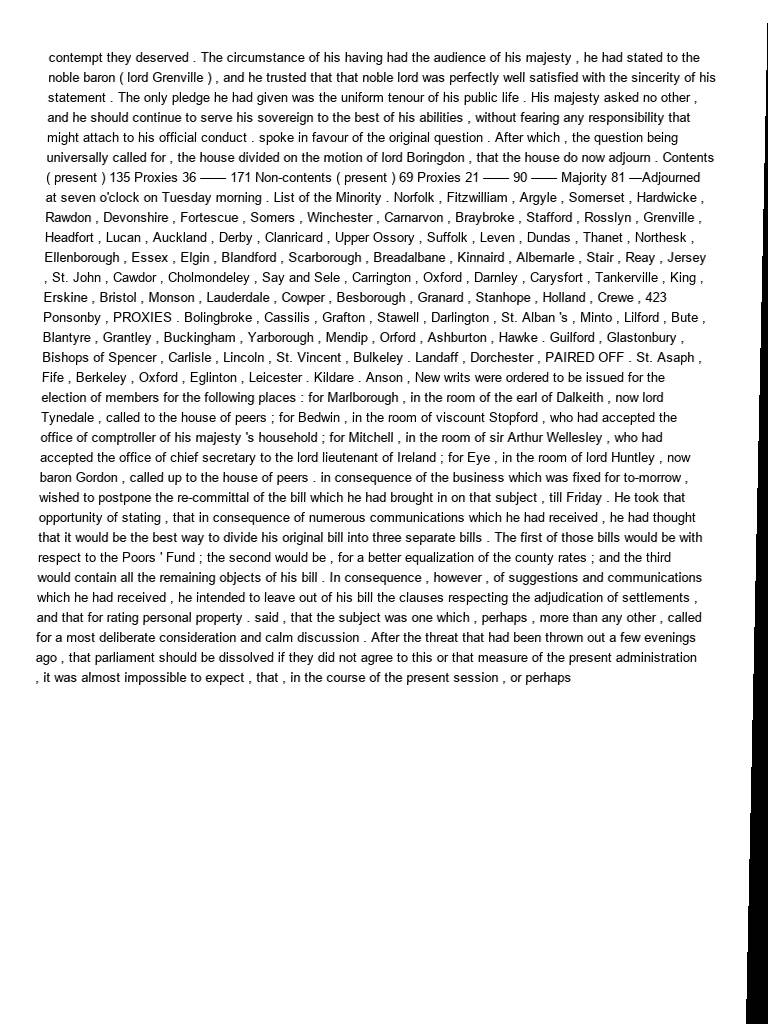 contempt they deserved . The circumstance of his having had the audience of his majesty , he had stated to the
noble baron ( lord Grenville ) , and he trusted that that noble lord was perfectly well satisfied with the sincerity of his
statement . The only pledge he had given was the uniform tenour of his public life . His majesty asked no other ,
and he should continue to serve his sovereign to the best of his abilities , without fearing any responsibility that
might attach to his official conduct . spoke in favour of the original question . After which , the question being
universally called for , the house divided on the motion of lord Boringdon , that the house do now adjourn . Contents
( present ) 135 Proxies 36 —— 171 Non-contents ( present ) 69 Proxies 21 —— 90 —— Majority 81 —Adjourned
at seven o'clock on Tuesday morning . List of the Minority . Norfolk , Fitzwilliam , Argyle , Somerset , Hardwicke ,
Rawdon , Devonshire , Fortescue , Somers , Winchester , Carnarvon , Braybroke , Stafford , Rosslyn , Grenville ,
Headfort , Lucan , Auckland , Derby , Clanricard , Upper Ossory , Suffolk , Leven , Dundas , Thanet , Northesk ,
Ellenborough , Essex , Elgin , Blandford , Scarborough , Breadalbane , Kinnaird , Albemarle , Stair , Reay , Jersey
, St. John , Cawdor , Cholmondeley , Say and Sele , Carrington , Oxford , Darnley , Carysfort , Tankerville , King ,
Erskine , Bristol , Monson , Lauderdale , Cowper , Besborough , Granard , Stanhope , Holland , Crewe , 423
Ponsonby , PROXIES . Bolingbroke , Cassilis , Grafton , Stawell , Darlington , St. Alban 's , Minto , Lilford , Bute ,
Blantyre , Grantley , Buckingham , Yarborough , Mendip , Orford , Ashburton , Hawke . Guilford , Glastonbury ,
Bishops of Spencer , Carlisle , Lincoln , St. Vincent , Bulkeley . Landaff , Dorchester , PAIRED OFF . St. Asaph ,
Fife , Berkeley , Oxford , Eglinton , Leicester . Kildare . Anson , New writs were ordered to be issued for the
election of members for the following places : for Marlborough , in the room of the earl of Dalkeith , now lord
Tynedale , called to the house of peers ; for Bedwin , in the room of viscount Stopford , who had accepted the
office of comptroller of his majesty 's household ; for Mitchell , in the room of sir Arthur Wellesley , who had
accepted the office of chief secretary to the lord lieutenant of Ireland ; for Eye , in the room of lord Huntley , now
baron Gordon , called up to the house of peers . in consequence of the business which was fixed for to-morrow ,
wished to postpone the re-committal of the bill which he had brought in on that subject , till Friday . He took that
opportunity of stating , that in consequence of numerous communications which he had received , he had thought
that it would be the best way to divide his original bill into three separate bills . The first of those bills would be with
respect to the Poors ' Fund ; the second would be , for a better equalization of the county rates ; and the third
would contain all the remaining objects of his bill . In consequence , however , of suggestions and communications
which he had received , he intended to leave out of his bill the clauses respecting the adjudication of settlements ,
and that for rating personal property . said , that the subject was one which , perhaps , more than any other , called
for a most deliberate consideration and calm discussion . After the threat that had been thrown out a few evenings
ago , that parliament should be dissolved if they did not agree to this or that measure of the present administration
, it was almost impossible to expect , that , in the course of the present session , or perhaps